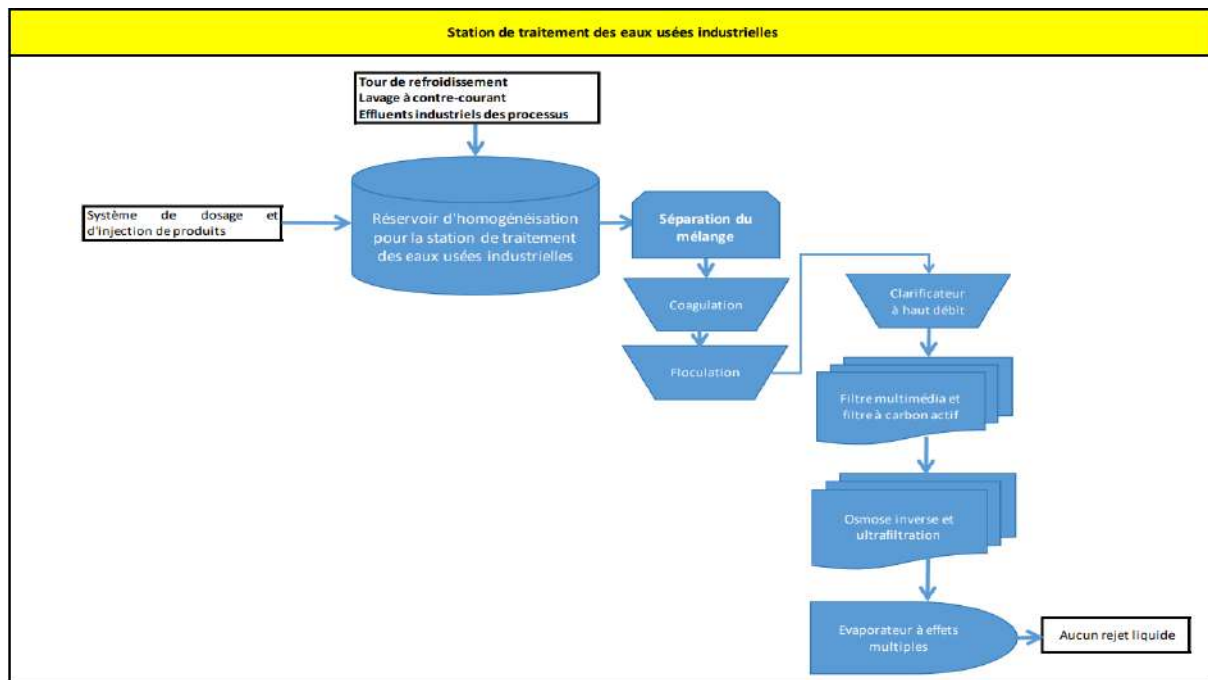 Station de traitement des eaux usées industrielles
Tour de refroidissement
Lavage à contre-courant
Effluents industriels des processus
Système de dosage et
d'injection de produits
Réservoir d'homogénéisation
pour la station de traitement
des eaux usées industrielles
Séparation du
mélange
Coagulation
Floculation
Clarificateur
à haut débit
Filtre multimédia et
filtre à carbon actif
Osmose inverse et
ultrafiltration
Evaporateur à effets
multiples
Aucun rejet liquide